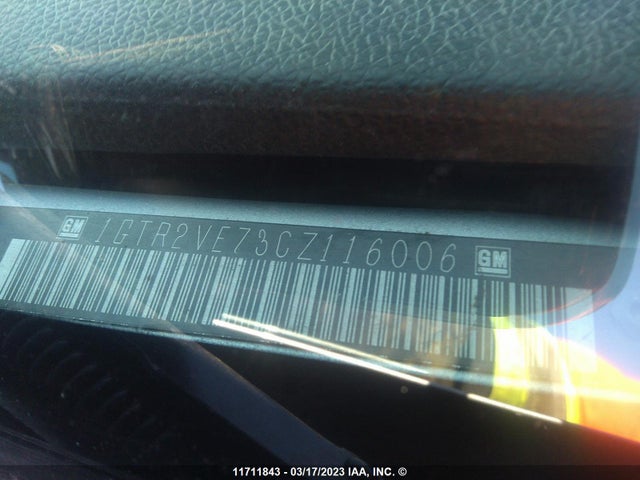 GM 1GTR2VE73CZ116006 GM
11711843 - 03/17/2023 IAA, INC. ©